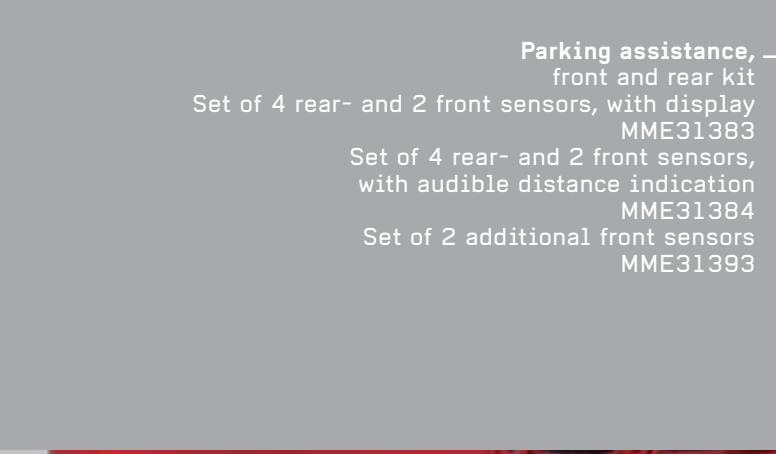 Parking assistance,
front and rear kit
Set of 4 rear- and 2 front sensors, with display
MME31383
Set of 4 rear- and 2 front sensors,
with audible distance indication
MME31384
Set of 2 additional front sensors
MME31393